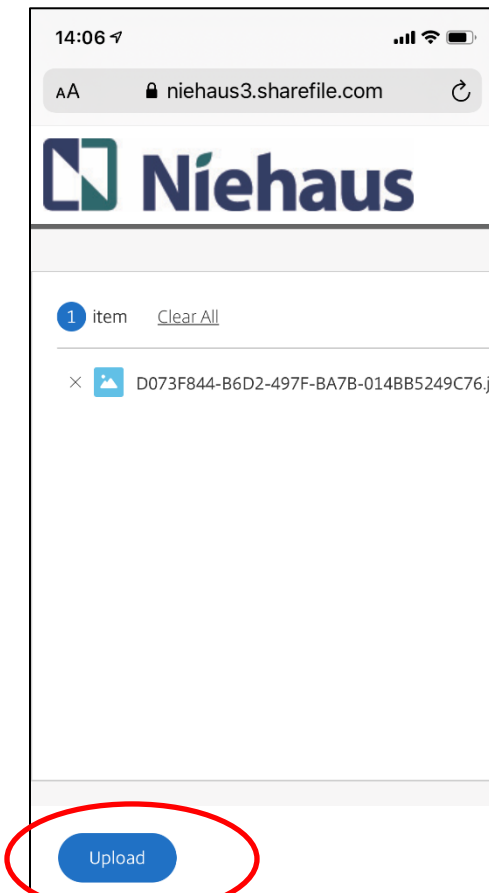 14:06
AA niehaus3.sharefile.com
Niehaus
1 item Clear All
D073F844-B6D2-497F-BA7B-014BB5249C76.j
Upload